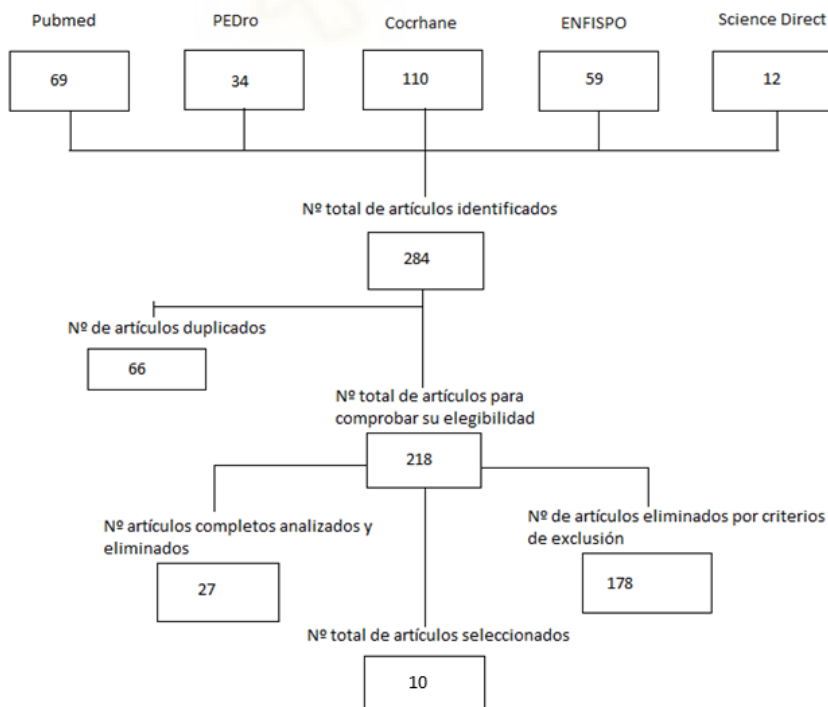 Pubmed
PEDro
Cocrhane
ENFISPO
Science Direct
69
34
110
59
12
Nº total de artículos identificados
284
Nº de artículos duplicados
66
Nº total de artículos para
comprobar su elegibilidad
218
Nº artículos completos analizados y
eliminados
27
Nº de artículos eliminados por criterios
de exclusión
178
Nº total de artículos seleccionados
10